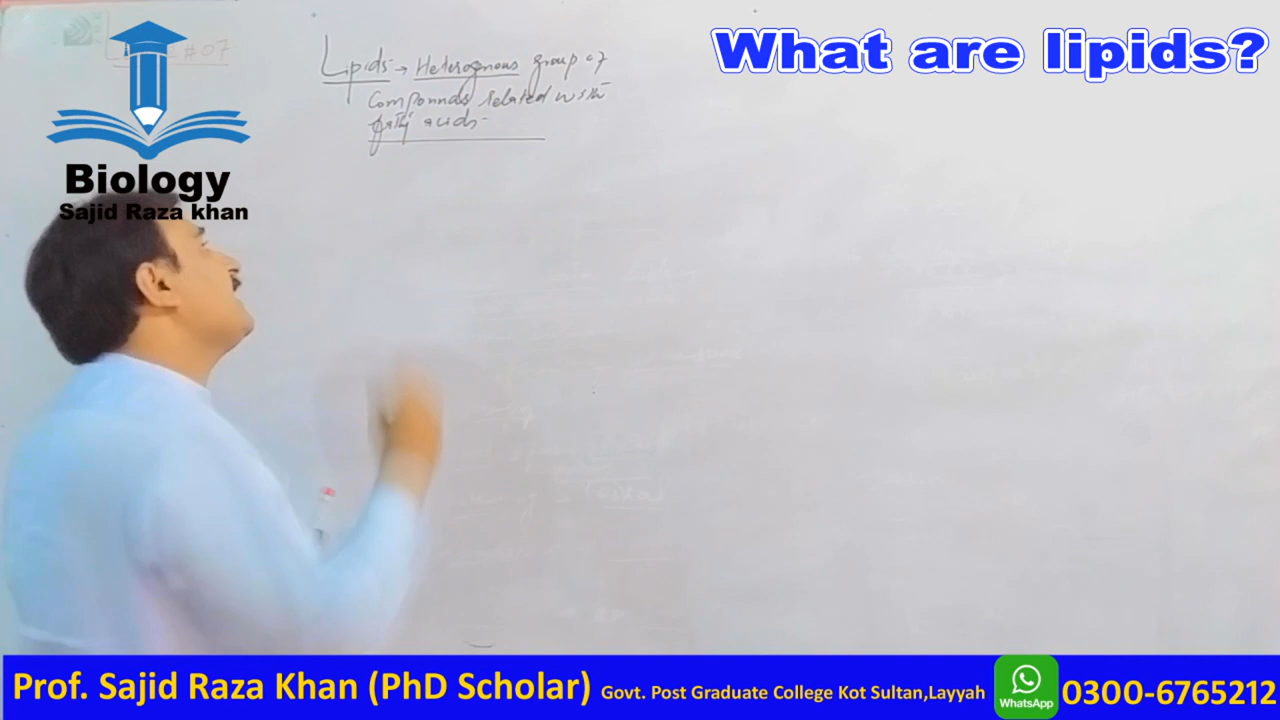 What are lipids?
# 07
Lipids → Heterogenous group of
Compounds related with
fatty acids-
Biology
Sajid Raza khan
Prof. Sajid Raza Khan (PhD Scholar) Govt. Post Graduate College Kot Sultan,Layyah
WhatsApp
0300-6765212